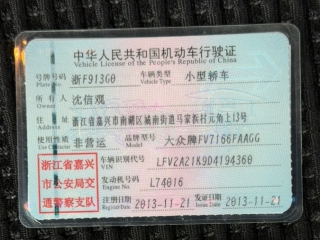 中华人民共和国机动车行驶证
Vehicle License of the People's Republic of China
号牌号码 浙F913G0 车辆类型 小型轿车
Plate No. Vehicle Type
所有人 沈信观
Owner
住址 浙江省嘉兴市南湖区城南街道马家浜村元角上13号
Address
使用性质 非营运 品牌型号 大众牌FV7166FAAGG
Use Character Model
浙江省嘉兴市公安局交通警察支队
车辆识别代号 LFV2A21K9D4194360
VIN
发动机号码 L74016
Engine No.
注册日期 2013-11-21 发证日期 2013-11-21
Register Date Issue Date